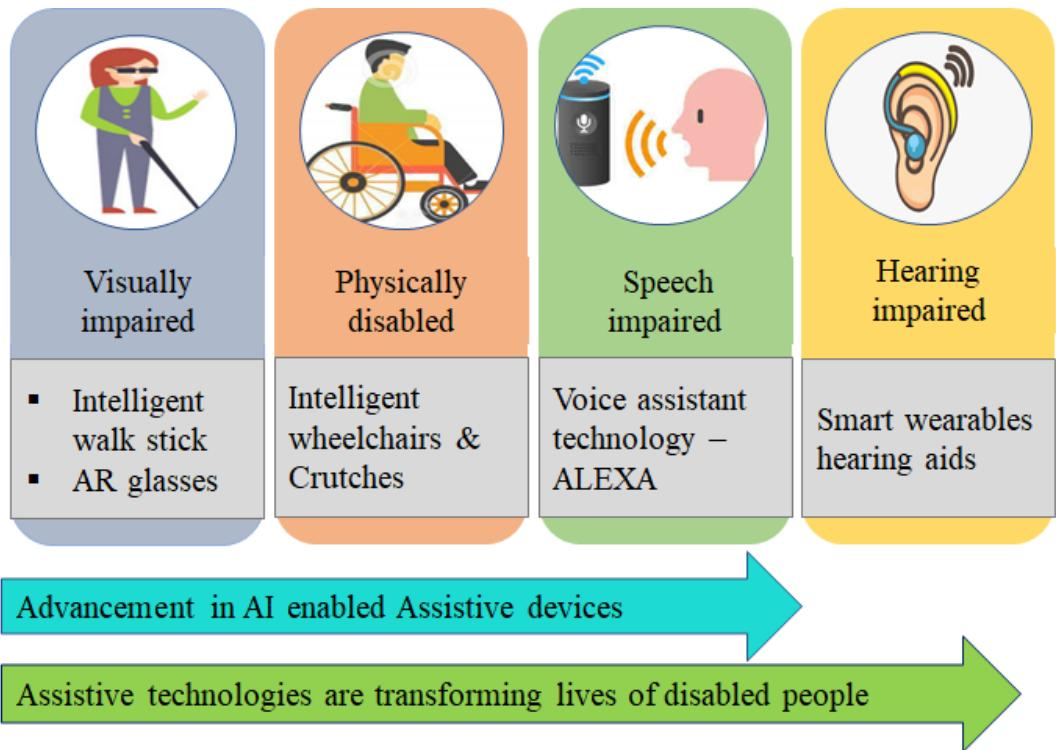 Visually
impaired
Physically
disabled
Speech
impaired
Hearing
impaired
▪ Intelligent
walk stick
▪ AR glasses
Intelligent
wheelchairs &
Crutches
Voice assistant
technology –
ALEXA
Smart wearables
hearing aids
Advancement in AI enabled Assistive devices
Assistive technologies are transforming lives of disabled people